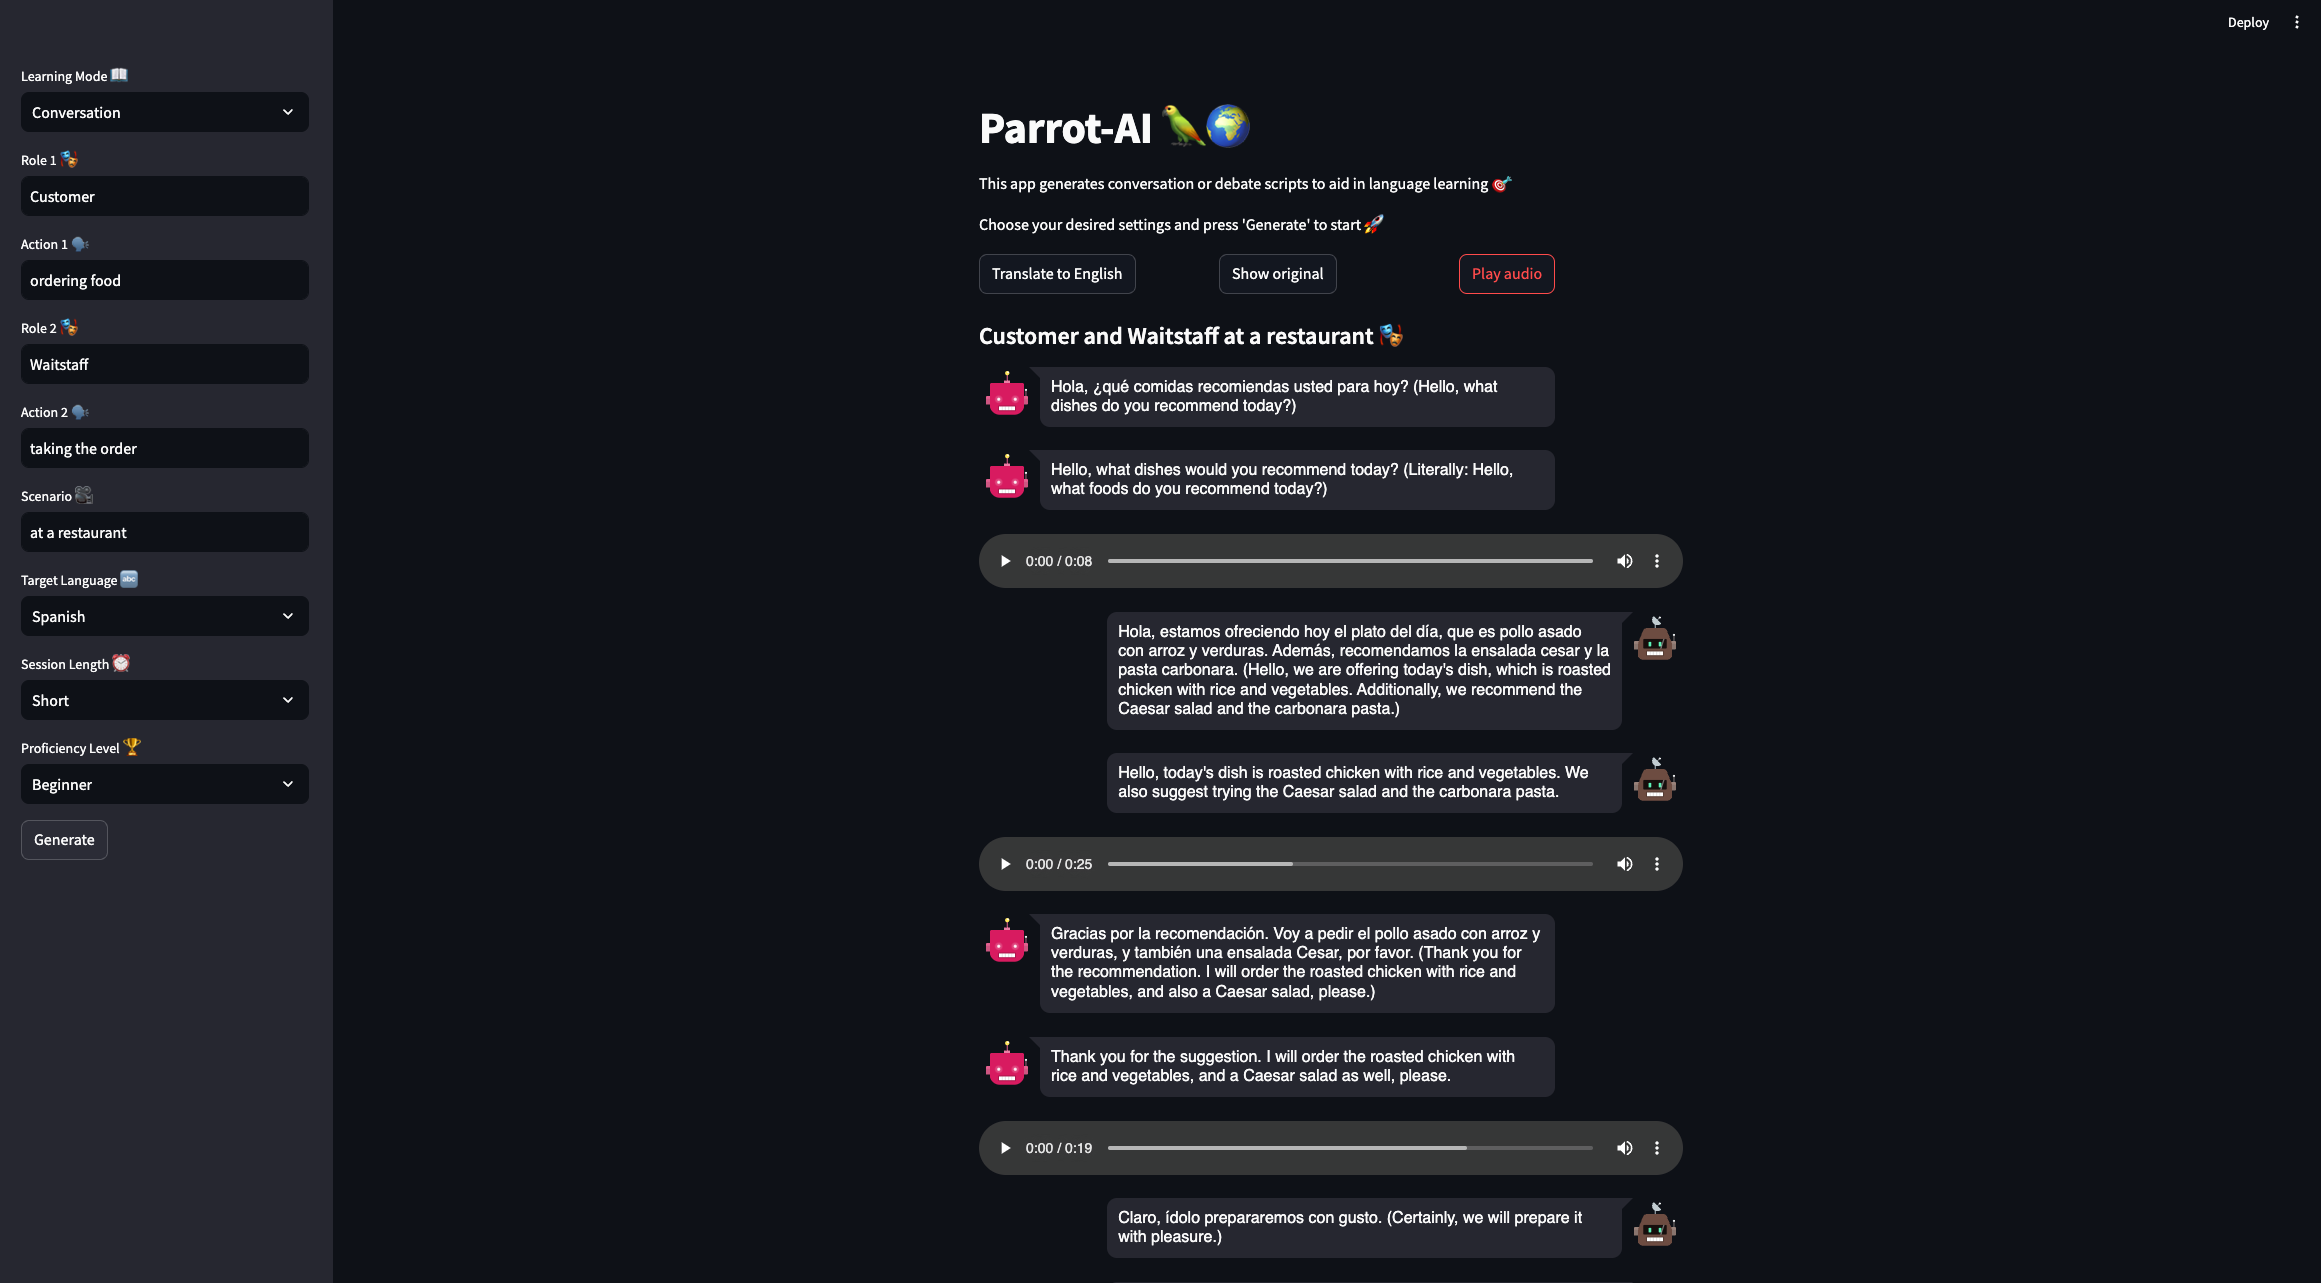 Deploy
Learning Mode
Conversation
Role 1
Customer
Action 1
ordering food
Role 2
Waitstaff
Action 2
taking the order
Scenario
at a restaurant
Target Language
abc
Spanish
Session Length
Short
Proficiency Level
Beginner
Generate
Parrot-AI
This app generates conversation or debate scripts to aid in language learning
Choose your desired settings and press 'Generate' to start
Translate to English
Show original
Play audio
Customer and Waitstaff at a restaurant
Hola, ¿qué comidas recomiendas usted para hoy? (Hello, what
dishes do you recommend today?)
Hello, what dishes would you recommend today? (Literally: Hello,
what foods do you recommend today?)
0:00 / 0:08
Hola, estamos ofreciendo hoy el plato del día, que es pollo asado
con arroz y verduras. Además, recomendamos la ensalada cesar y la
pasta carbonara. (Hello, we are offering today's dish, which is roasted
chicken with rice and vegetables. Additionally, we recommend the
Caesar salad and the carbonara pasta.)
Hello, today's dish is roasted chicken with rice and vegetables. We
also suggest trying the Caesar salad and the carbonara pasta.
0:00 / 0:25
Gracias por la recomendación. Voy a pedir el pollo asado con arroz y
verduras, y también una ensalada Cesar, por favor. (Thank you for
the recommendation. I will order the roasted chicken with rice and
vegetables, and also a Caesar salad, please.)
Thank you for the suggestion. I will order the roasted chicken with
rice and vegetables, and a Caesar salad as well, please.
0:00 / 0:19
Claro, ídolo prepararemos con gusto. (Certainly, we will prepare it
with pleasure.)